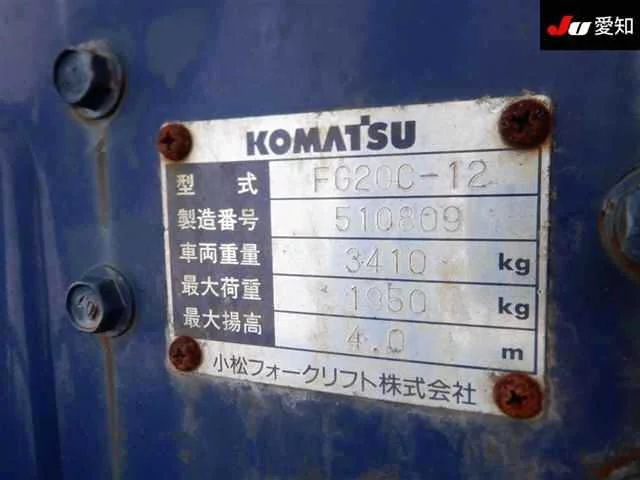 JU 愛知
KOMATSU
型 式 FG20C-12
製造番号 510809
車両重量 3410 kg
最大荷重 1950 kg
最大揚高 4.0 m
小松フォークリフト株式会社